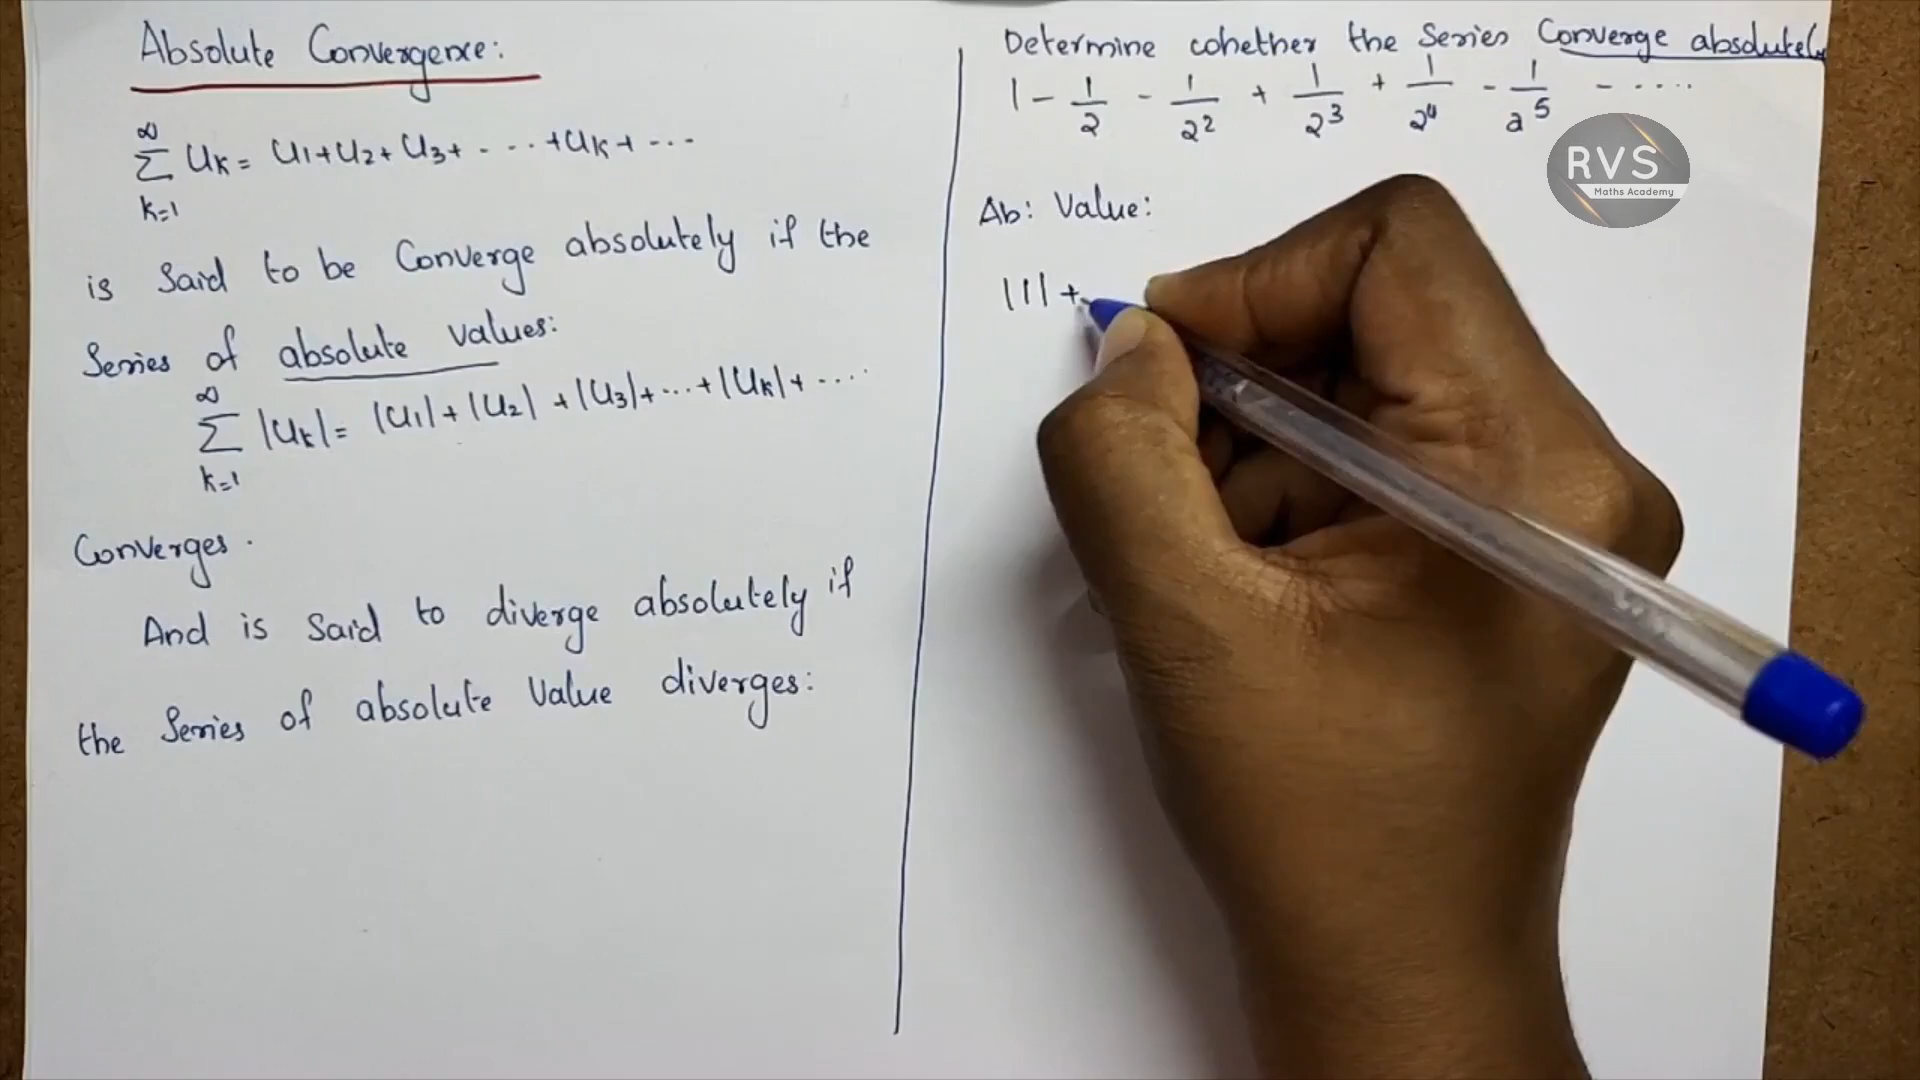 Absolute Convergence:
∞
∑ Uk = U1+U2+U3+ - ... +Uk+ ...
k=1
is Said to be Converge absolutely if the
Series of absolute values:
∞
∑ |Uk| = |U1|+|U2|+|U3|+...+|Uk|+ ....
k=1
Converges.
And is Said to diverge absolutely if
the Series of absolute Value diverges:
Determine whether the Series Converge absolutely
1 - 1/2 - 1/2² + 1/2³ + 1/2⁴ - 1/2⁵ - ....
RVS
Maths Academy
Ab: Value:
|1| +